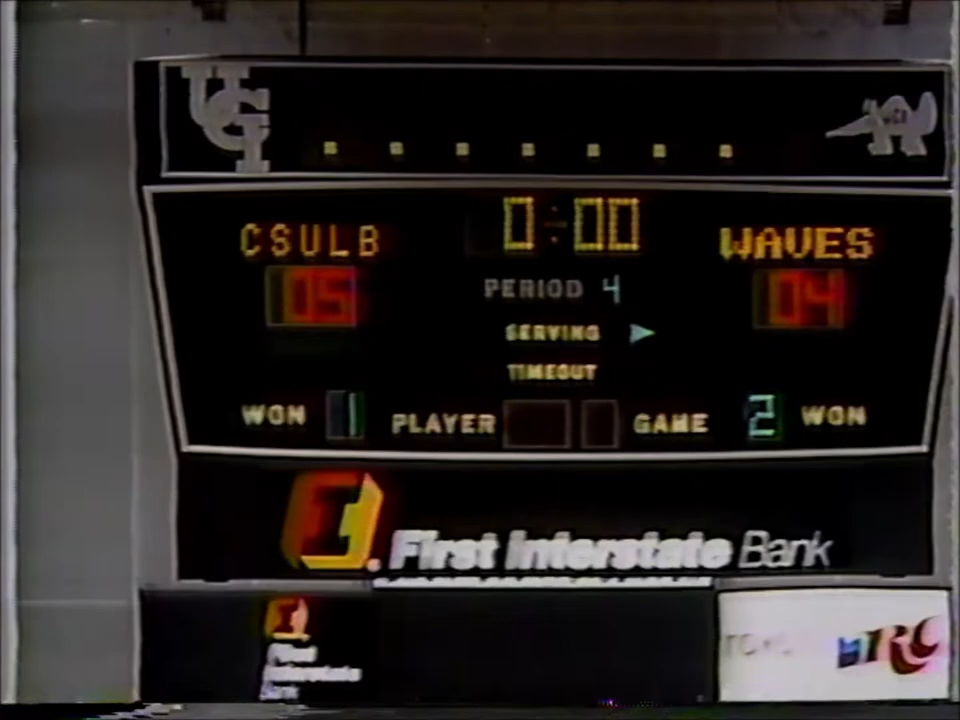 UCI
UCI
0:00
CSULB WAVES
05 04
PERIOD 4
SERVING
TIMEOUT
WON 1 PLAYER GAME 2 WON
First Interstate Bank
First
Interstate
Bank